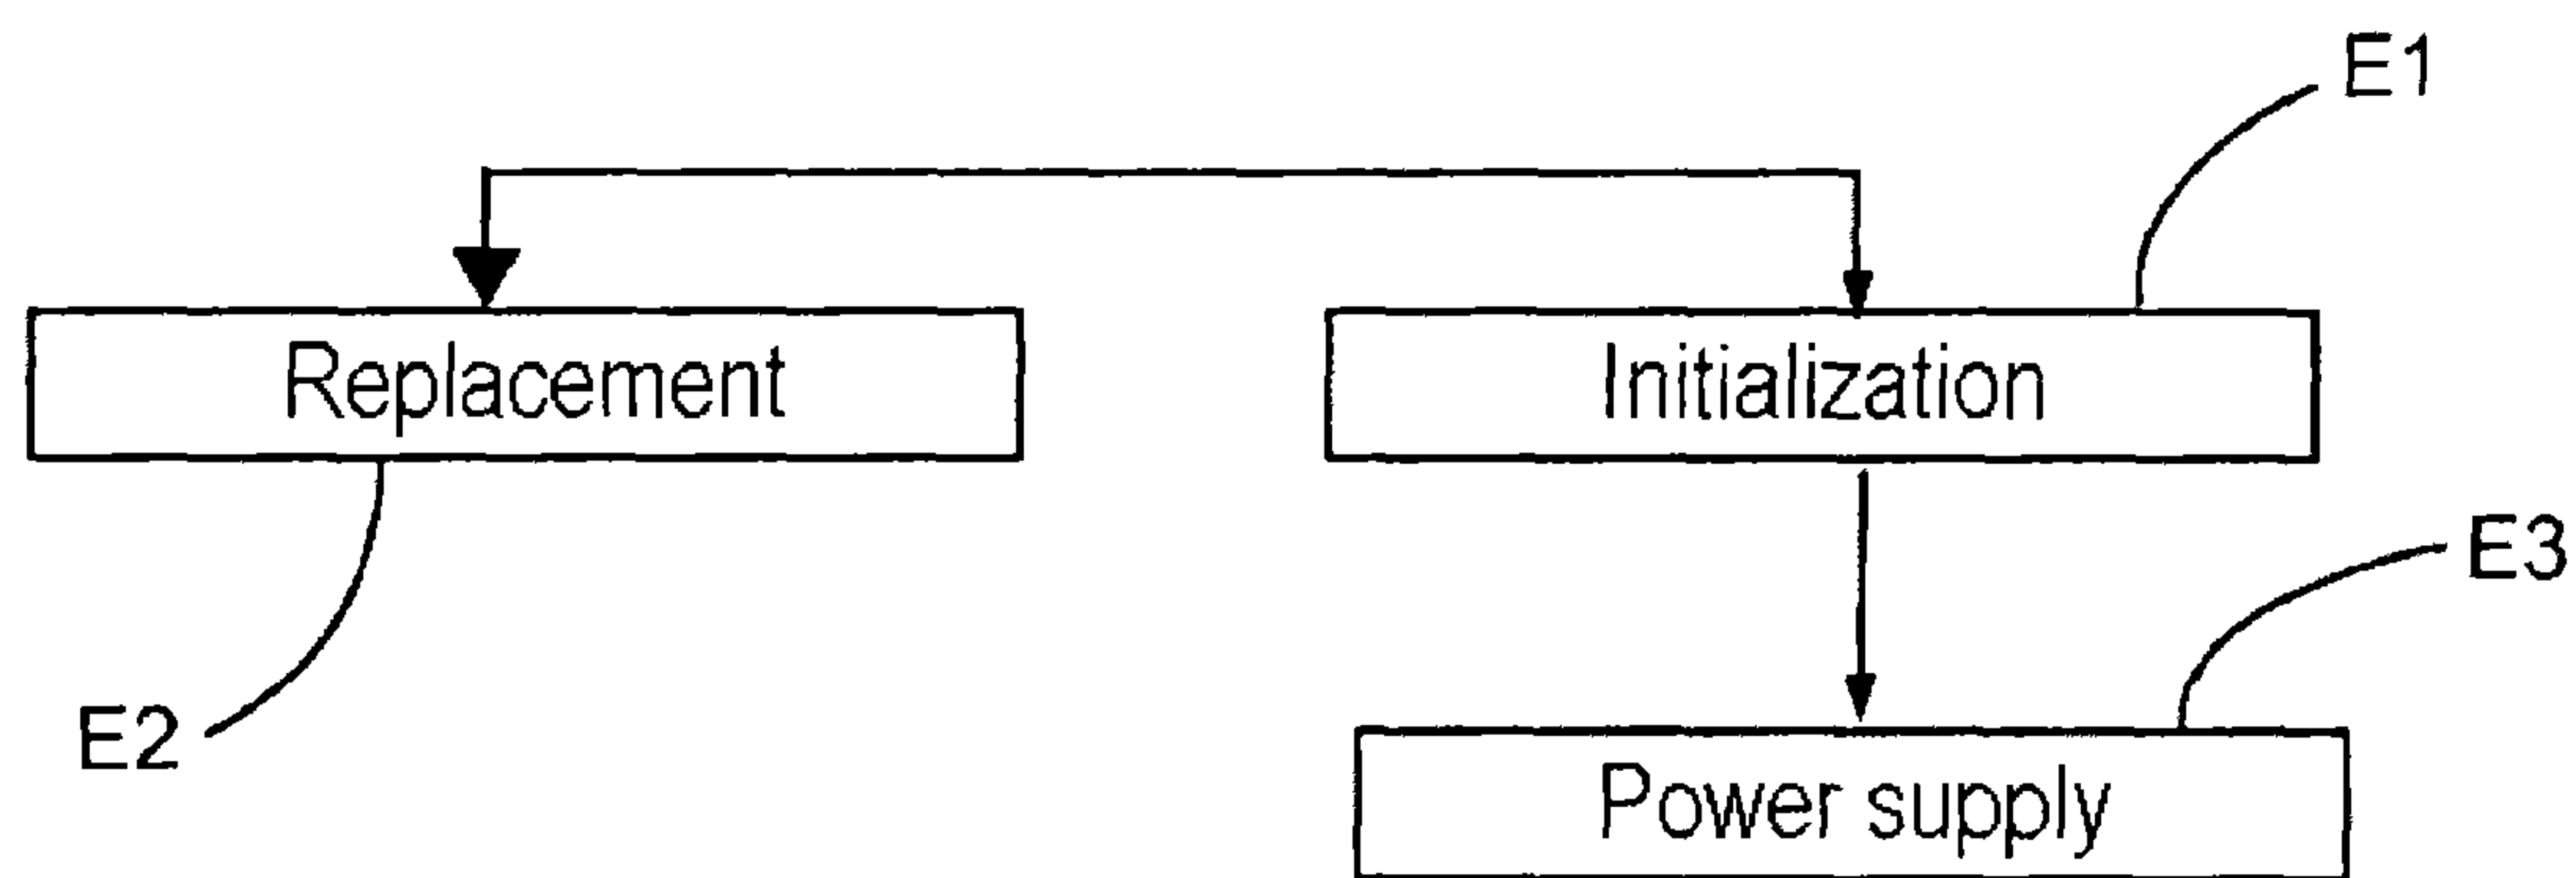 E1
Replacement
Initialization
E3
E2
Power supply